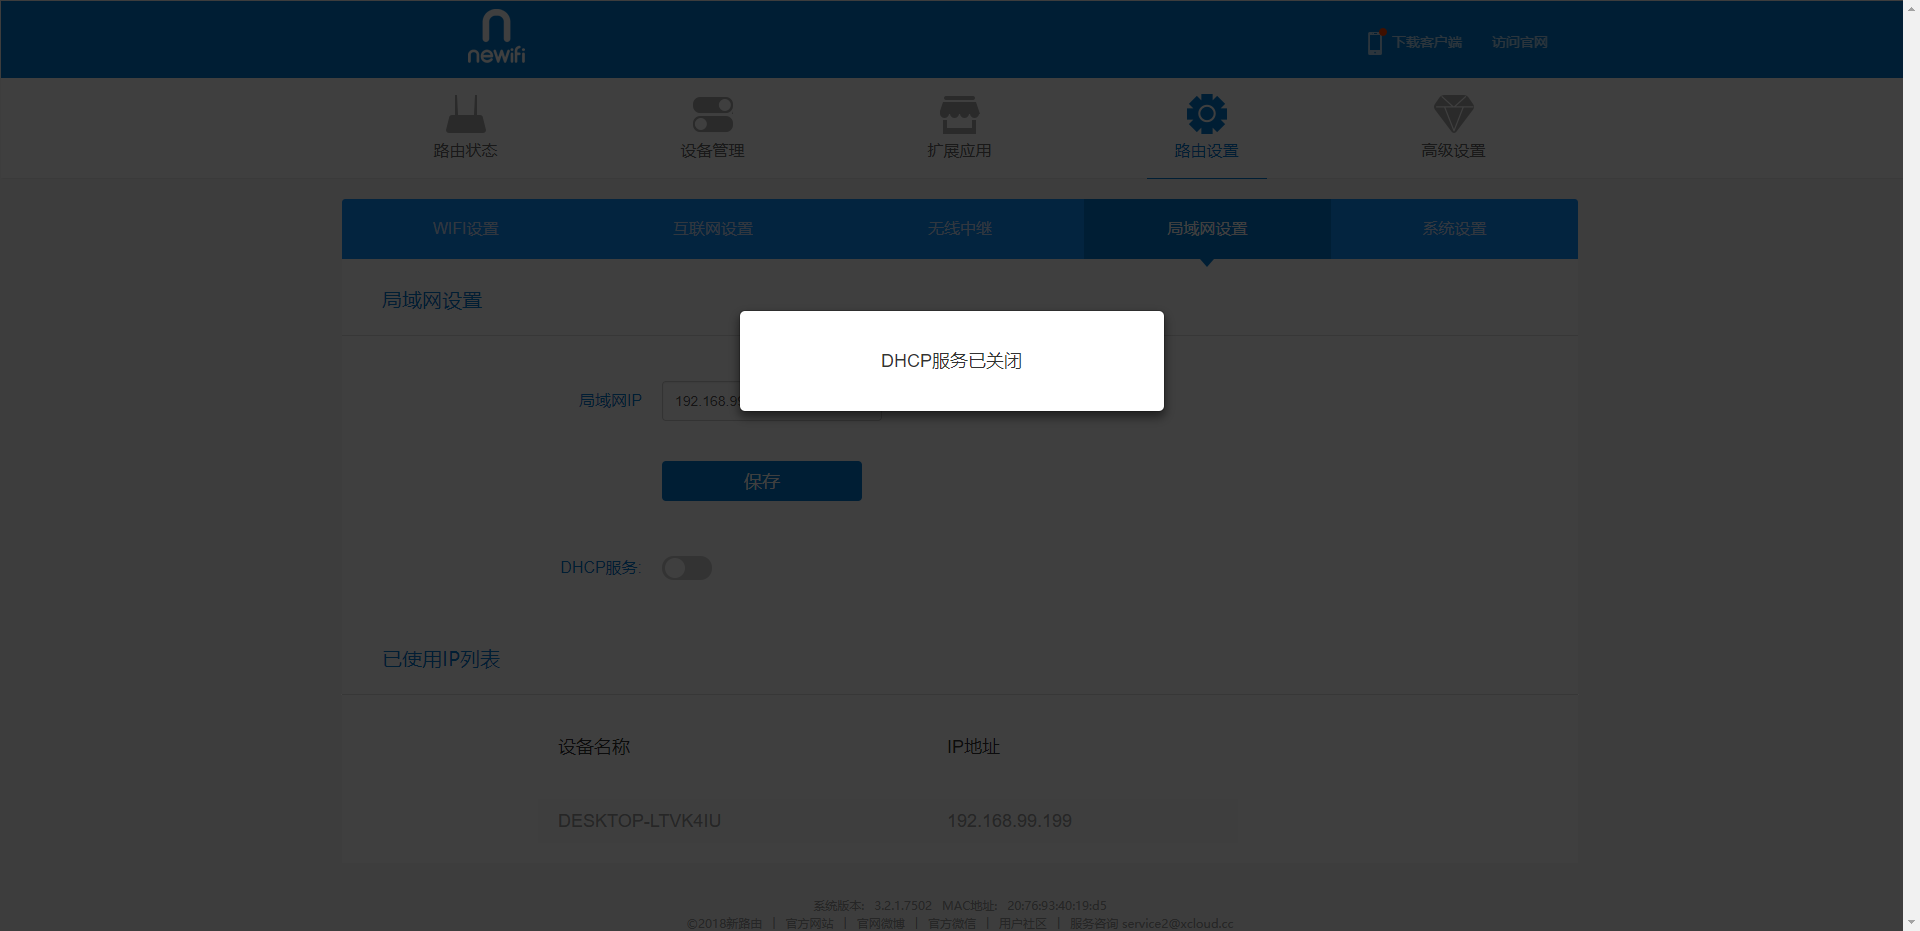 newifi
下载客户端 访问官网
路由状态 设备管理 扩展应用 路由设置 高级设置
WIFI设置 互联网设置 无线中继 局域网设置 系统设置
局域网设置
DHCP服务已关闭
局域网IP 192.168.9
保存
DHCP服务:
已使用IP列表
设备名称 IP地址
DESKTOP-LTVK4IU 192.168.99.199
系统版本: 3.2.1.7502 MAC地址: 20:76:93:40:19:d5
©2018新路由 | 官方网站 | 官网微博 | 官方微信 | 用户社区 | 服务咨询 service2@xcloud.cc